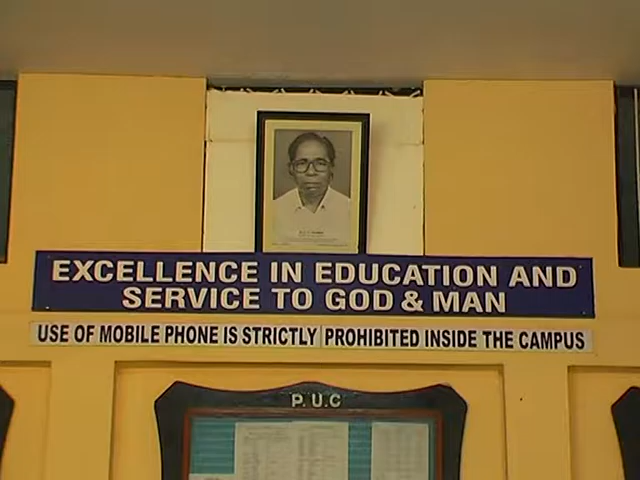 EXCELLENCE IN EDUCATION AND
SERVICE TO GOD & MAN
USE OF MOBILE PHONE IS STRICTLY PROHIBITED INSIDE THE CAMPUS
P.U.C